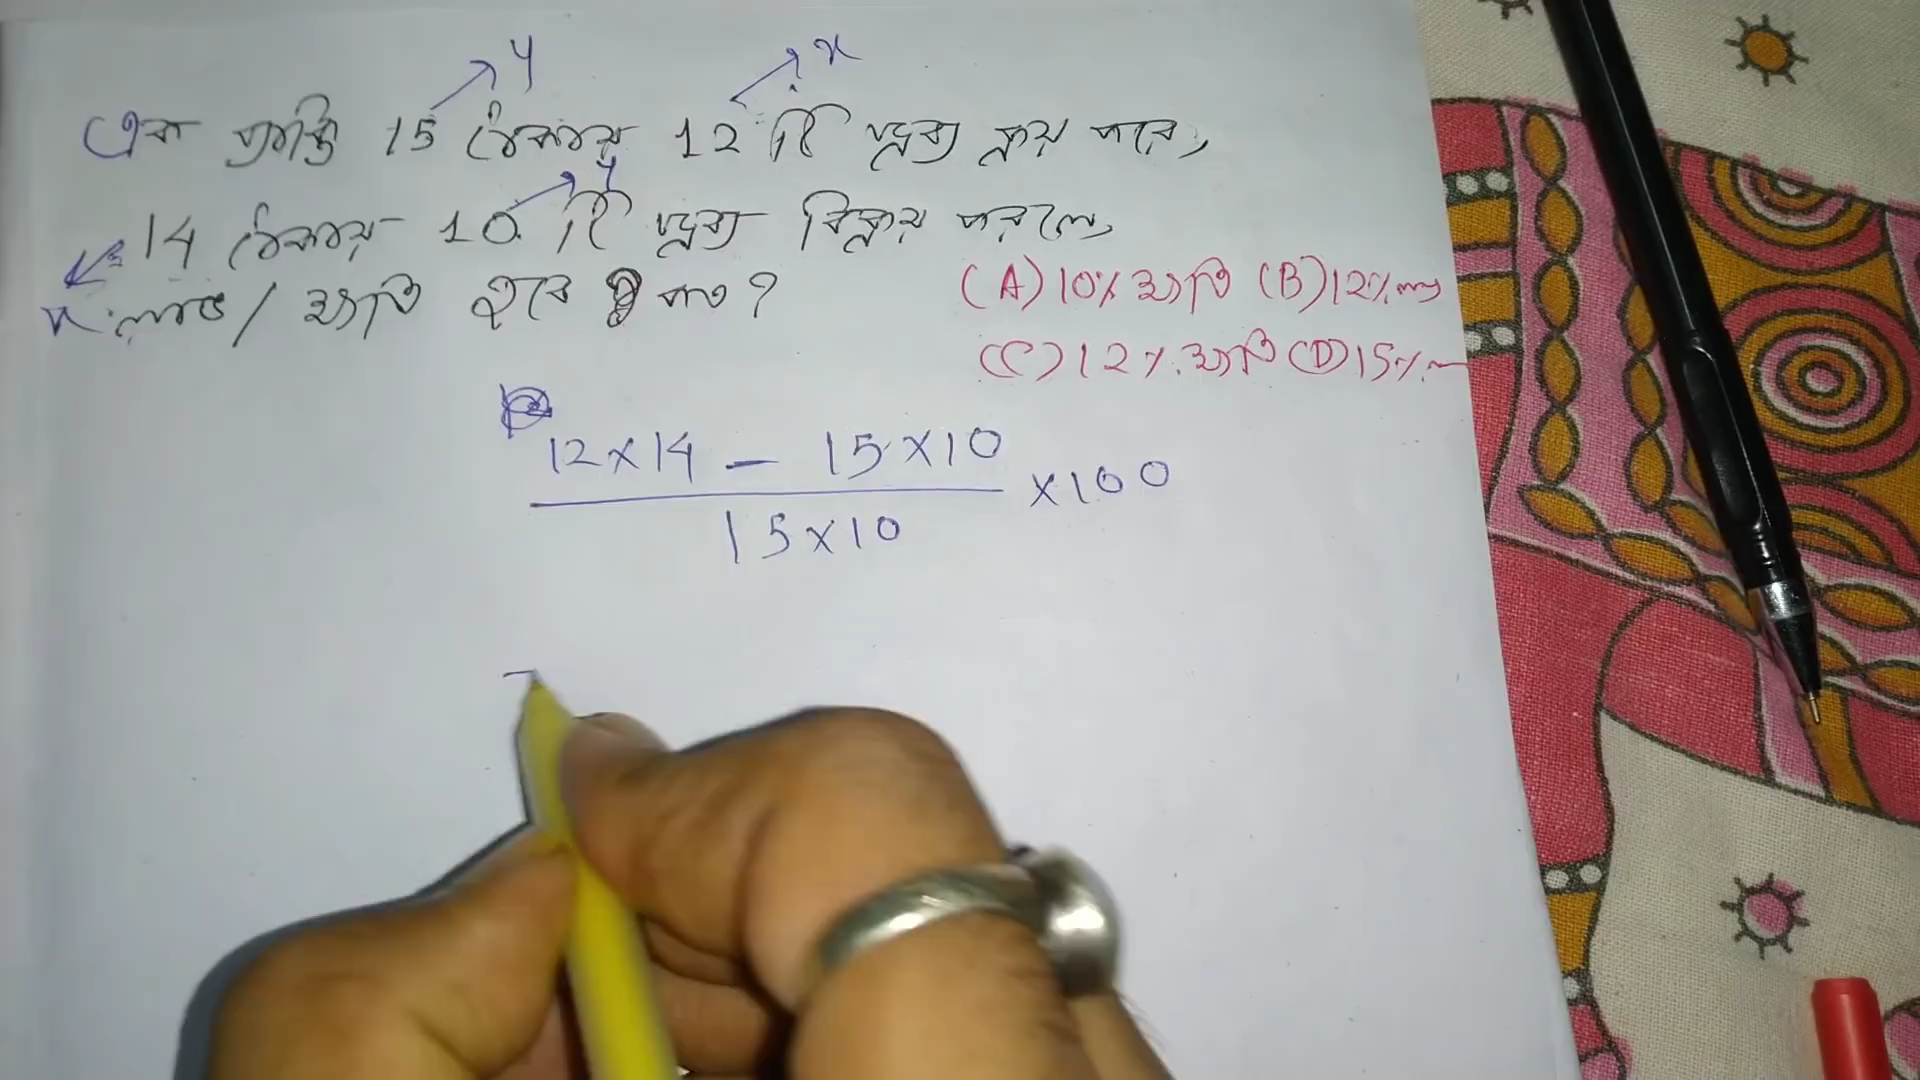 y x
এক ব্যক্তি 15 টাকায় 12 টি দ্রব্য ক্রয় করে,
y
14 টাকায় 10 টি দ্রব্য বিক্রয় করলে,
x লাভ / ক্ষতি হবে কত?
(A) 10% ক্ষতি (B) 12%
(C) 12% ক্ষতি (D) 15%
12 x 14 - 15 x 10
x 100
15 x 10